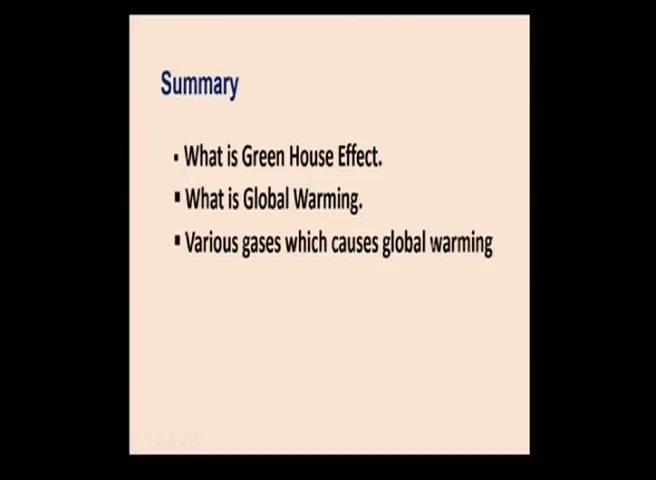 Summary
▪ What is Green House Effect.
▪ What is Global Warming.
▪ Various gases which causes global warming